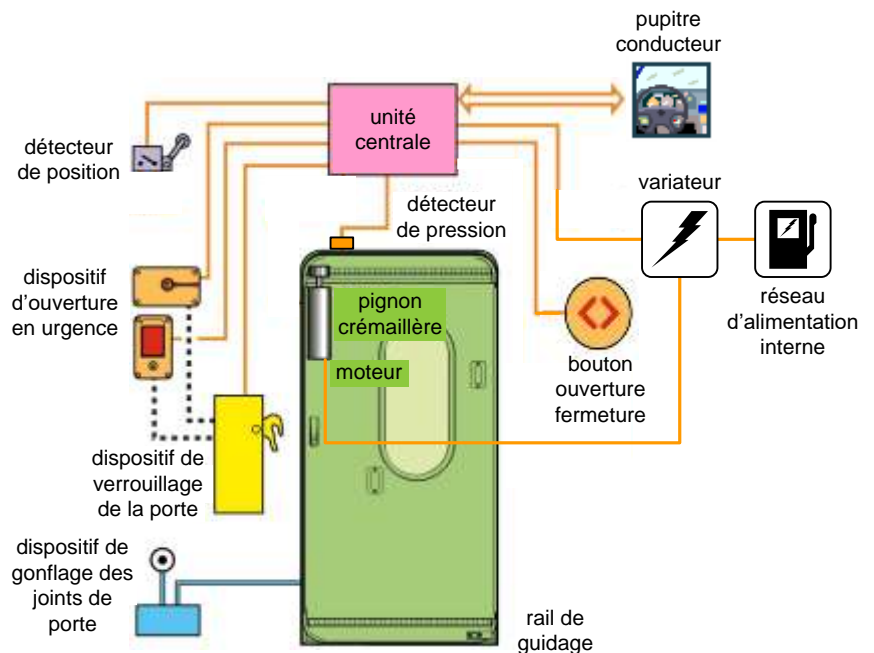 pupitre
conducteur
unité
centrale
détecteur
de position
variateur
détecteur
de pression
dispositif
d'ouverture
en urgence
pignon
crémaillère
réseau
d'alimentation
interne
moteur
bouton
ouverture
fermeture
dispositif de
verrouillage
de la porte
dispositif de
gonflage des
joints de
porte
rail de
guidage